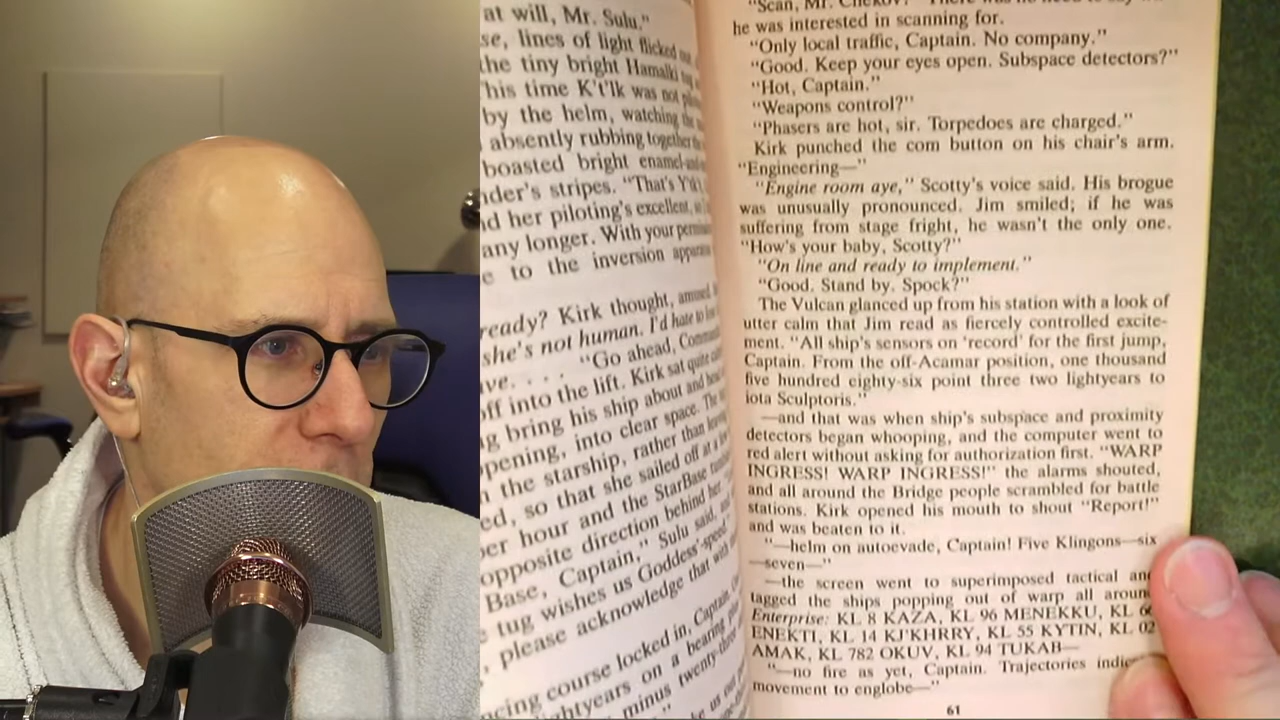 at will, Mr. Sulu."
se, lines of light flicked out
the tiny bright Hamalki tug
his time K't'lk was not
by the helm, watching the
absently rubbing together
boasted bright enamel-and-
nder's stripes. "That's
d her piloting's excellent,
any longer. With your
e to the inversion apparatus
ready? Kirk thought, amused.
she's not human. I'd hate to
ve. . . . "Go ahead,
off into the lift. Kirk sat quite
g bring his ship about and
opening, into clear space. The
n the starship, rather than
ed, so that she sailed off at a
er hour and the StarBase
opposite direction behind her.
Base, Captain," Sulu said,
tug wishes us Goddess'-speed."
, please acknowledge that with
course locked in, Captain,
lightyears on a bearing
minus twenty-three
"Scan, Mr. Chekov."
he was interested in scanning for.
"Only local traffic, Captain. No company."
"Good. Keep your eyes open. Subspace detectors?"
"Hot, Captain."
"Weapons control?"
"Phasers are hot, sir. Torpedoes are charged."
Kirk punched the com button on his chair's arm.
"Engineering—"
"Engine room aye," Scotty's voice said. His brogue
was unusually pronounced. Jim smiled; if he was
suffering from stage fright, he wasn't the only one.
"How's your baby, Scotty?"
"On line and ready to implement."
"Good. Stand by. Spock?"
The Vulcan glanced up from his station with a look of
utter calm that Jim read as fiercely controlled excite-
ment. "All ship's sensors on 'record' for the first jump,
Captain. From the off-Acamar position, one thousand
five hundred eighty-six point three two lightyears to
iota Sculptoris."
—and that was when ship's subspace and proximity
detectors began whooping, and the computer went to
red alert without asking for authorization first. "WARP
INGRESS! WARP INGRESS!" the alarms shouted,
and all around the Bridge people scrambled for battle
stations. Kirk opened his mouth to shout "Report!"
and was beaten to it.
"—helm on autoevade, Captain! Five Klingons—six
—seven—"
—the screen went to superimposed tactical and
tagged the ships popping out of warp all around
Enterprise: KL 8 KAZA, KL 96 MENEKKU, KL
ENEKTI, KL 14 KJ'KHRRY, KL 55 KYTIN, KL 02
AMAK, KL 782 OKUV, KL 94 TUKAB—
"—no fire as yet, Captain. Trajectories
movement to englobe—"
61